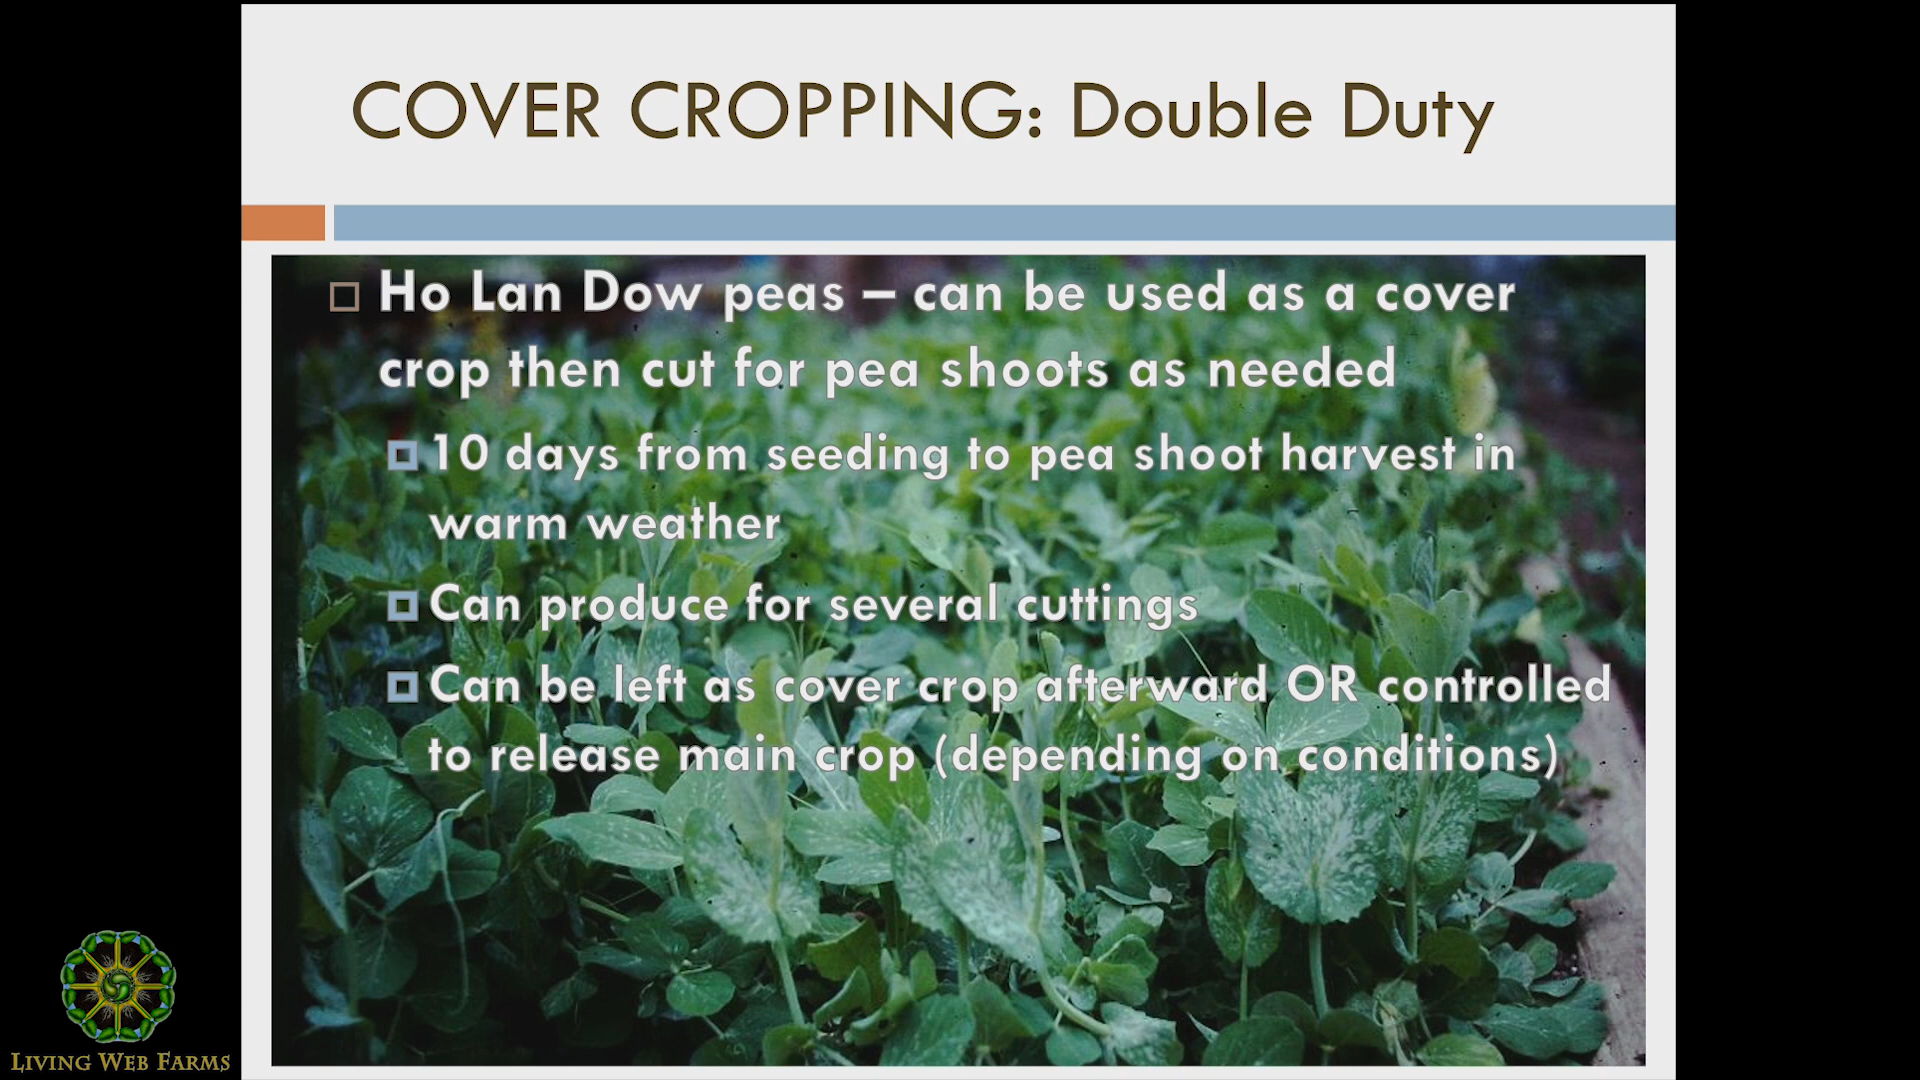 COVER CROPPING: Double Duty
Ho Lan Dow peas – can be used as a cover
crop then cut for pea shoots as needed
10 days from seeding to pea shoot harvest in
warm weather
Can produce for several cuttings
Can be left as cover crop afterward OR controlled
to release main crop (depending on conditions)
LIVING WEB FARMS